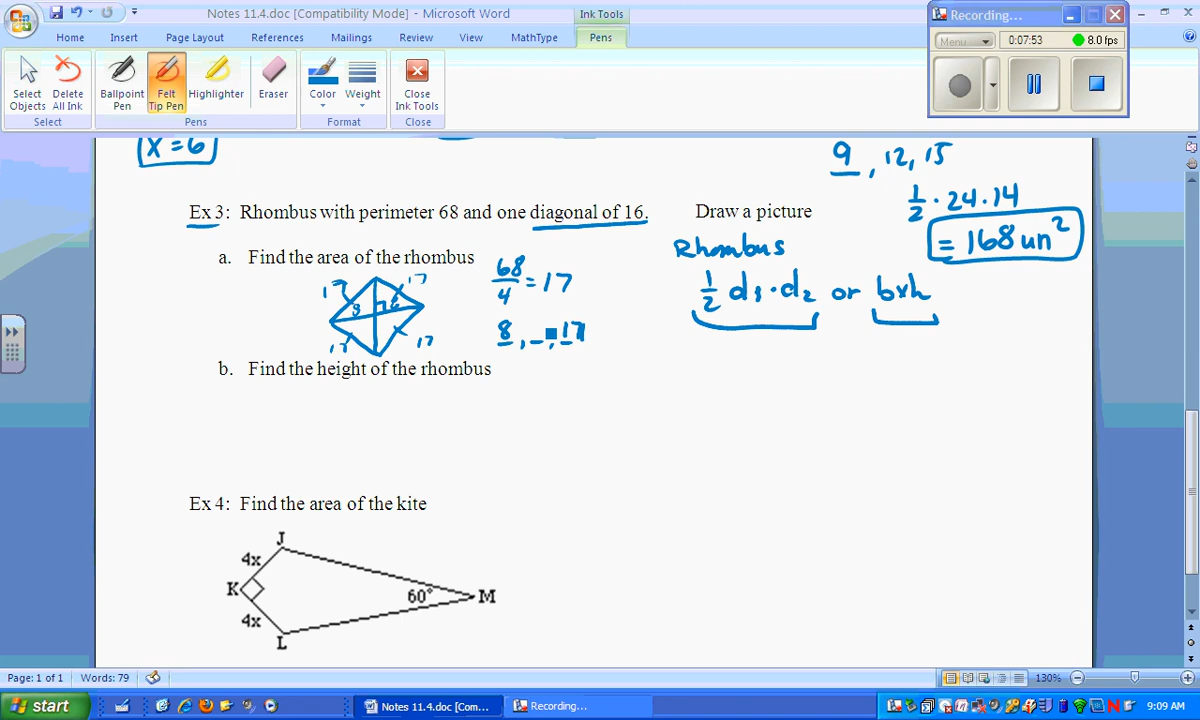 Notes 11.4.doc [Compatibility Mode] - Microsoft Word
Ink Tools
Recording...
Home
Insert
Page Layout
References
Mailings
Review
View
MathType
Pens
Menu
0:07:53
8.0 fps
Select Objects
Delete All Ink
Ballpoint Pen
Felt Tip Pen
Highlighter
Eraser
Color
Weight
Close Ink Tools
Select
Pens
Format
Close
x = 6
9, 12, 15
1/2 · 24 · 14
= 168 un²
Ex 3: Rhombus with perimeter 68 and one diagonal of 16.
Draw a picture
Rhombus
a. Find the area of the rhombus
68/4 = 17
1/2 d₁ · d₂ or bxh
17
17
8
17
17
8, _, 17
b. Find the height of the rhombus
Ex 4: Find the area of the kite
J
4x
K
60°
M
4x
L
Page: 1 of 1
Words: 79
130%
start
Notes 11.4.doc [Com...
Recording...
9:09 AM